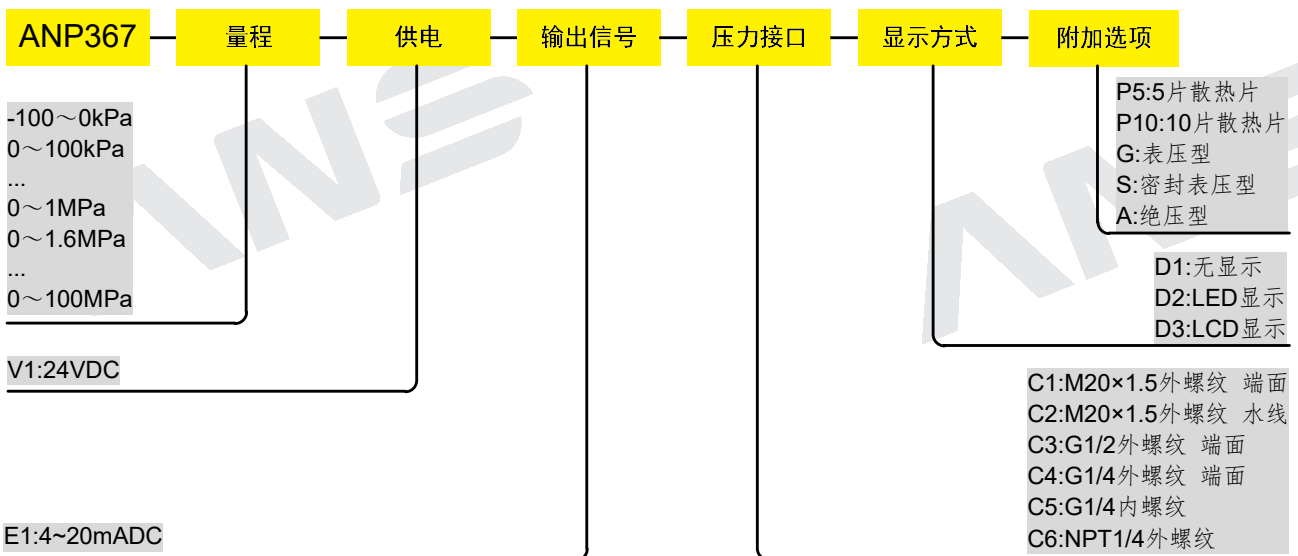 ANP367
量程
供电
输出信号
压力接口
显示方式
附加选项
-100～0kPa
0～100kPa
...
0～1MPa
0～1.6MPa
...
0～100MPa
V1:24VDC
E1:4~20mADC
P5:5片散热片
P10:10片散热片
G:表压型
S:密封表压型
A:绝压型
D1:无显示
D2:LED显示
D3:LCD显示
C1:M20×1.5外螺纹 端面
C2:M20×1.5外螺纹 水线
C3:G1/2外螺纹 端面
C4:G1/4外螺纹 端面
C5:G1/4内螺纹
C6:NPT1/4外螺纹
ANS